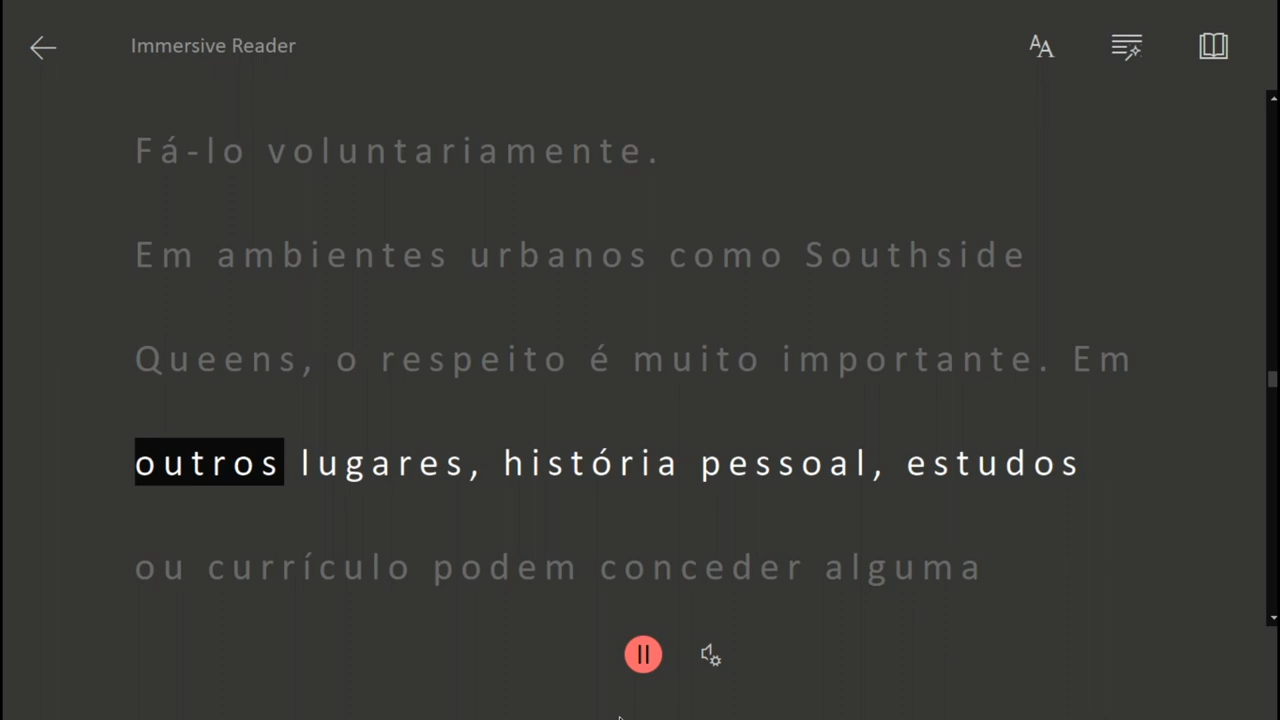 Immersive Reader
Fá-lo voluntariamente.
Em ambientes urbanos como Southside
Queens, o respeito é muito importante. Em
outros lugares, história pessoal, estudos
ou currículo podem conceder alguma